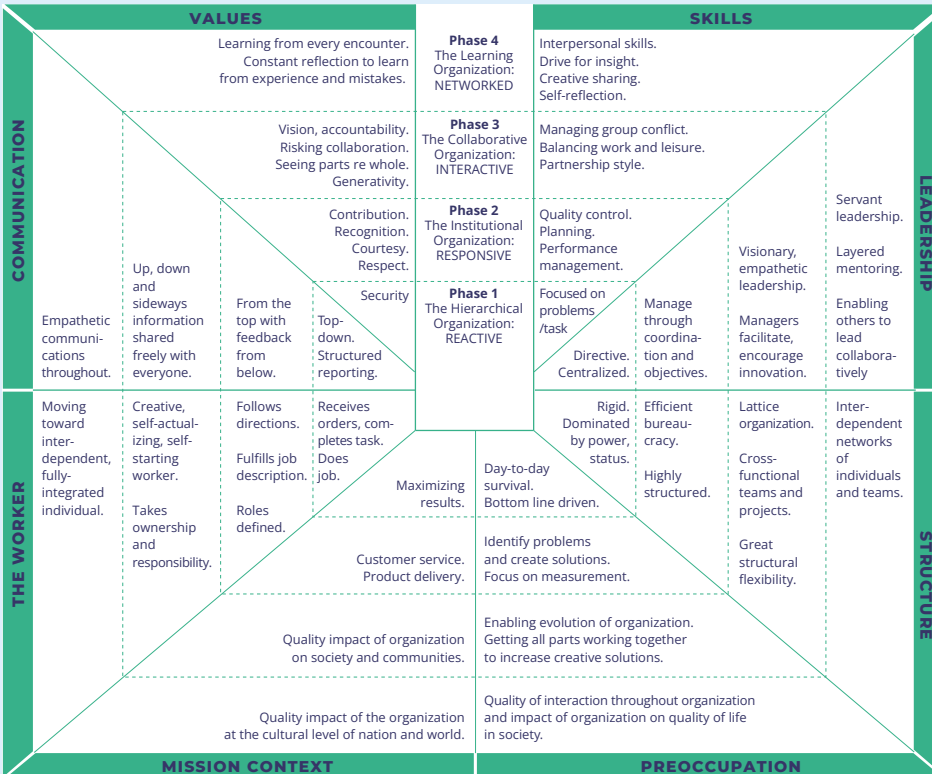 VALUES
SKILLS
COMMUNICATION
LEADERSHIP
THE WORKER
STRUCTURE
MISSION CONTEXT
PREOCCUPATION
Phase 4
The Learning
Organization:
NETWORKED
Phase 3
The Collaborative
Organization:
INTERACTIVE
Phase 2
The Institutional
Organization:
RESPONSIVE
Phase 1
The Hierarchical
Organization:
REACTIVE
Learning from every encounter.
Constant reflection to learn
from experience and mistakes.
Vision, accountability.
Risking collaboration.
Seeing parts re whole.
Generativity.
Contribution.
Recognition.
Courtesy.
Respect.
Security
Interpersonal skills.
Drive for insight.
Creative sharing.
Self-reflection.
Managing group conflict.
Balancing work and leisure.
Partnership style.
Quality control.
Planning.
Performance
management.
Focused on
problems
/task
Empathetic
communi-
cations
throughout.
Up, down
and
sideways
information
shared
freely with
everyone.
From the
top with
feedback
from
below.
Top-
down.
Structured
reporting.
Directive.
Centralized.
Manage
through
coordina-
tion and
objectives.
Visionary,
empathetic
leadership.
Managers
facilitate,
encourage
innovation.
Servant
leadership.
Layered
mentoring.
Enabling
others to
lead
collabora-
tively
Moving
toward
inter-
dependent,
fully-
integrated
individual.
Creative,
self-actual-
izing, self-
starting
worker.
Takes
ownership
and
responsibility.
Follows
directions.
Fulfills job
description.
Roles
defined.
Receives
orders, com-
pletes task.
Does
job.
Rigid.
Dominated
by power,
status.
Efficient
bureau-
cracy.
Highly
structured.
Lattice
organization.
Cross-
functional
teams and
projects.
Great
structural
flexibility.
Inter-
dependent
networks
of
individuals
and teams.
Maximizing
results.
Customer service.
Product delivery.
Quality impact of organization
on society and communities.
Quality impact of the organization
at the cultural level of nation and world.
Day-to-day
survival.
Bottom line driven.
Identify problems
and create solutions.
Focus on measurement.
Enabling evolution of organization.
Getting all parts working together
to increase creative solutions.
Quality of interaction throughout organization
and impact of organization on quality of life
in society.